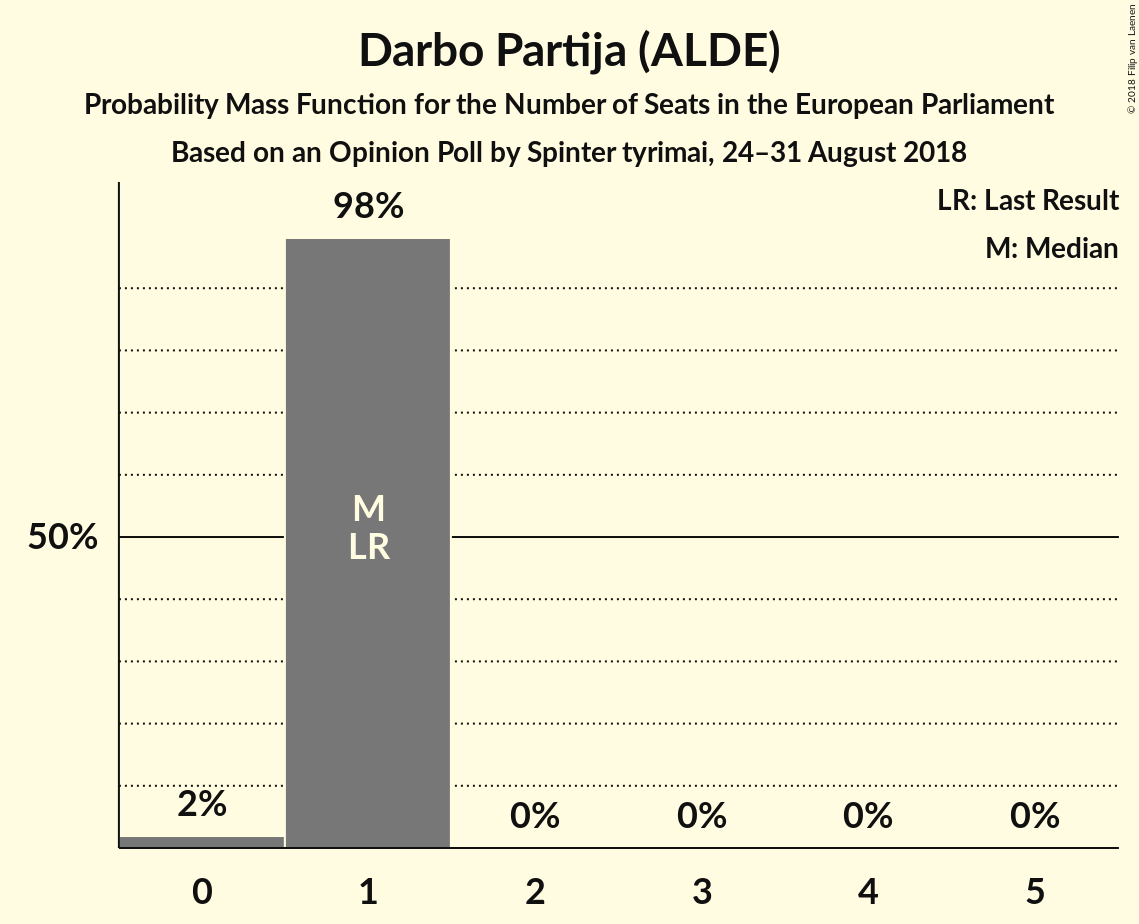 Darbo Partija (ALDE)
Probability Mass Function for the Number of Seats in the European Parliament
Based on an Opinion Poll by Spinter tyrimai, 24–31 August 2018
© 2018 Filip van Laenen
LR: Last Result
M: Median
98%
M
LR
50%
2%
0%
0%
0%
0%
0
1
2
3
4
5